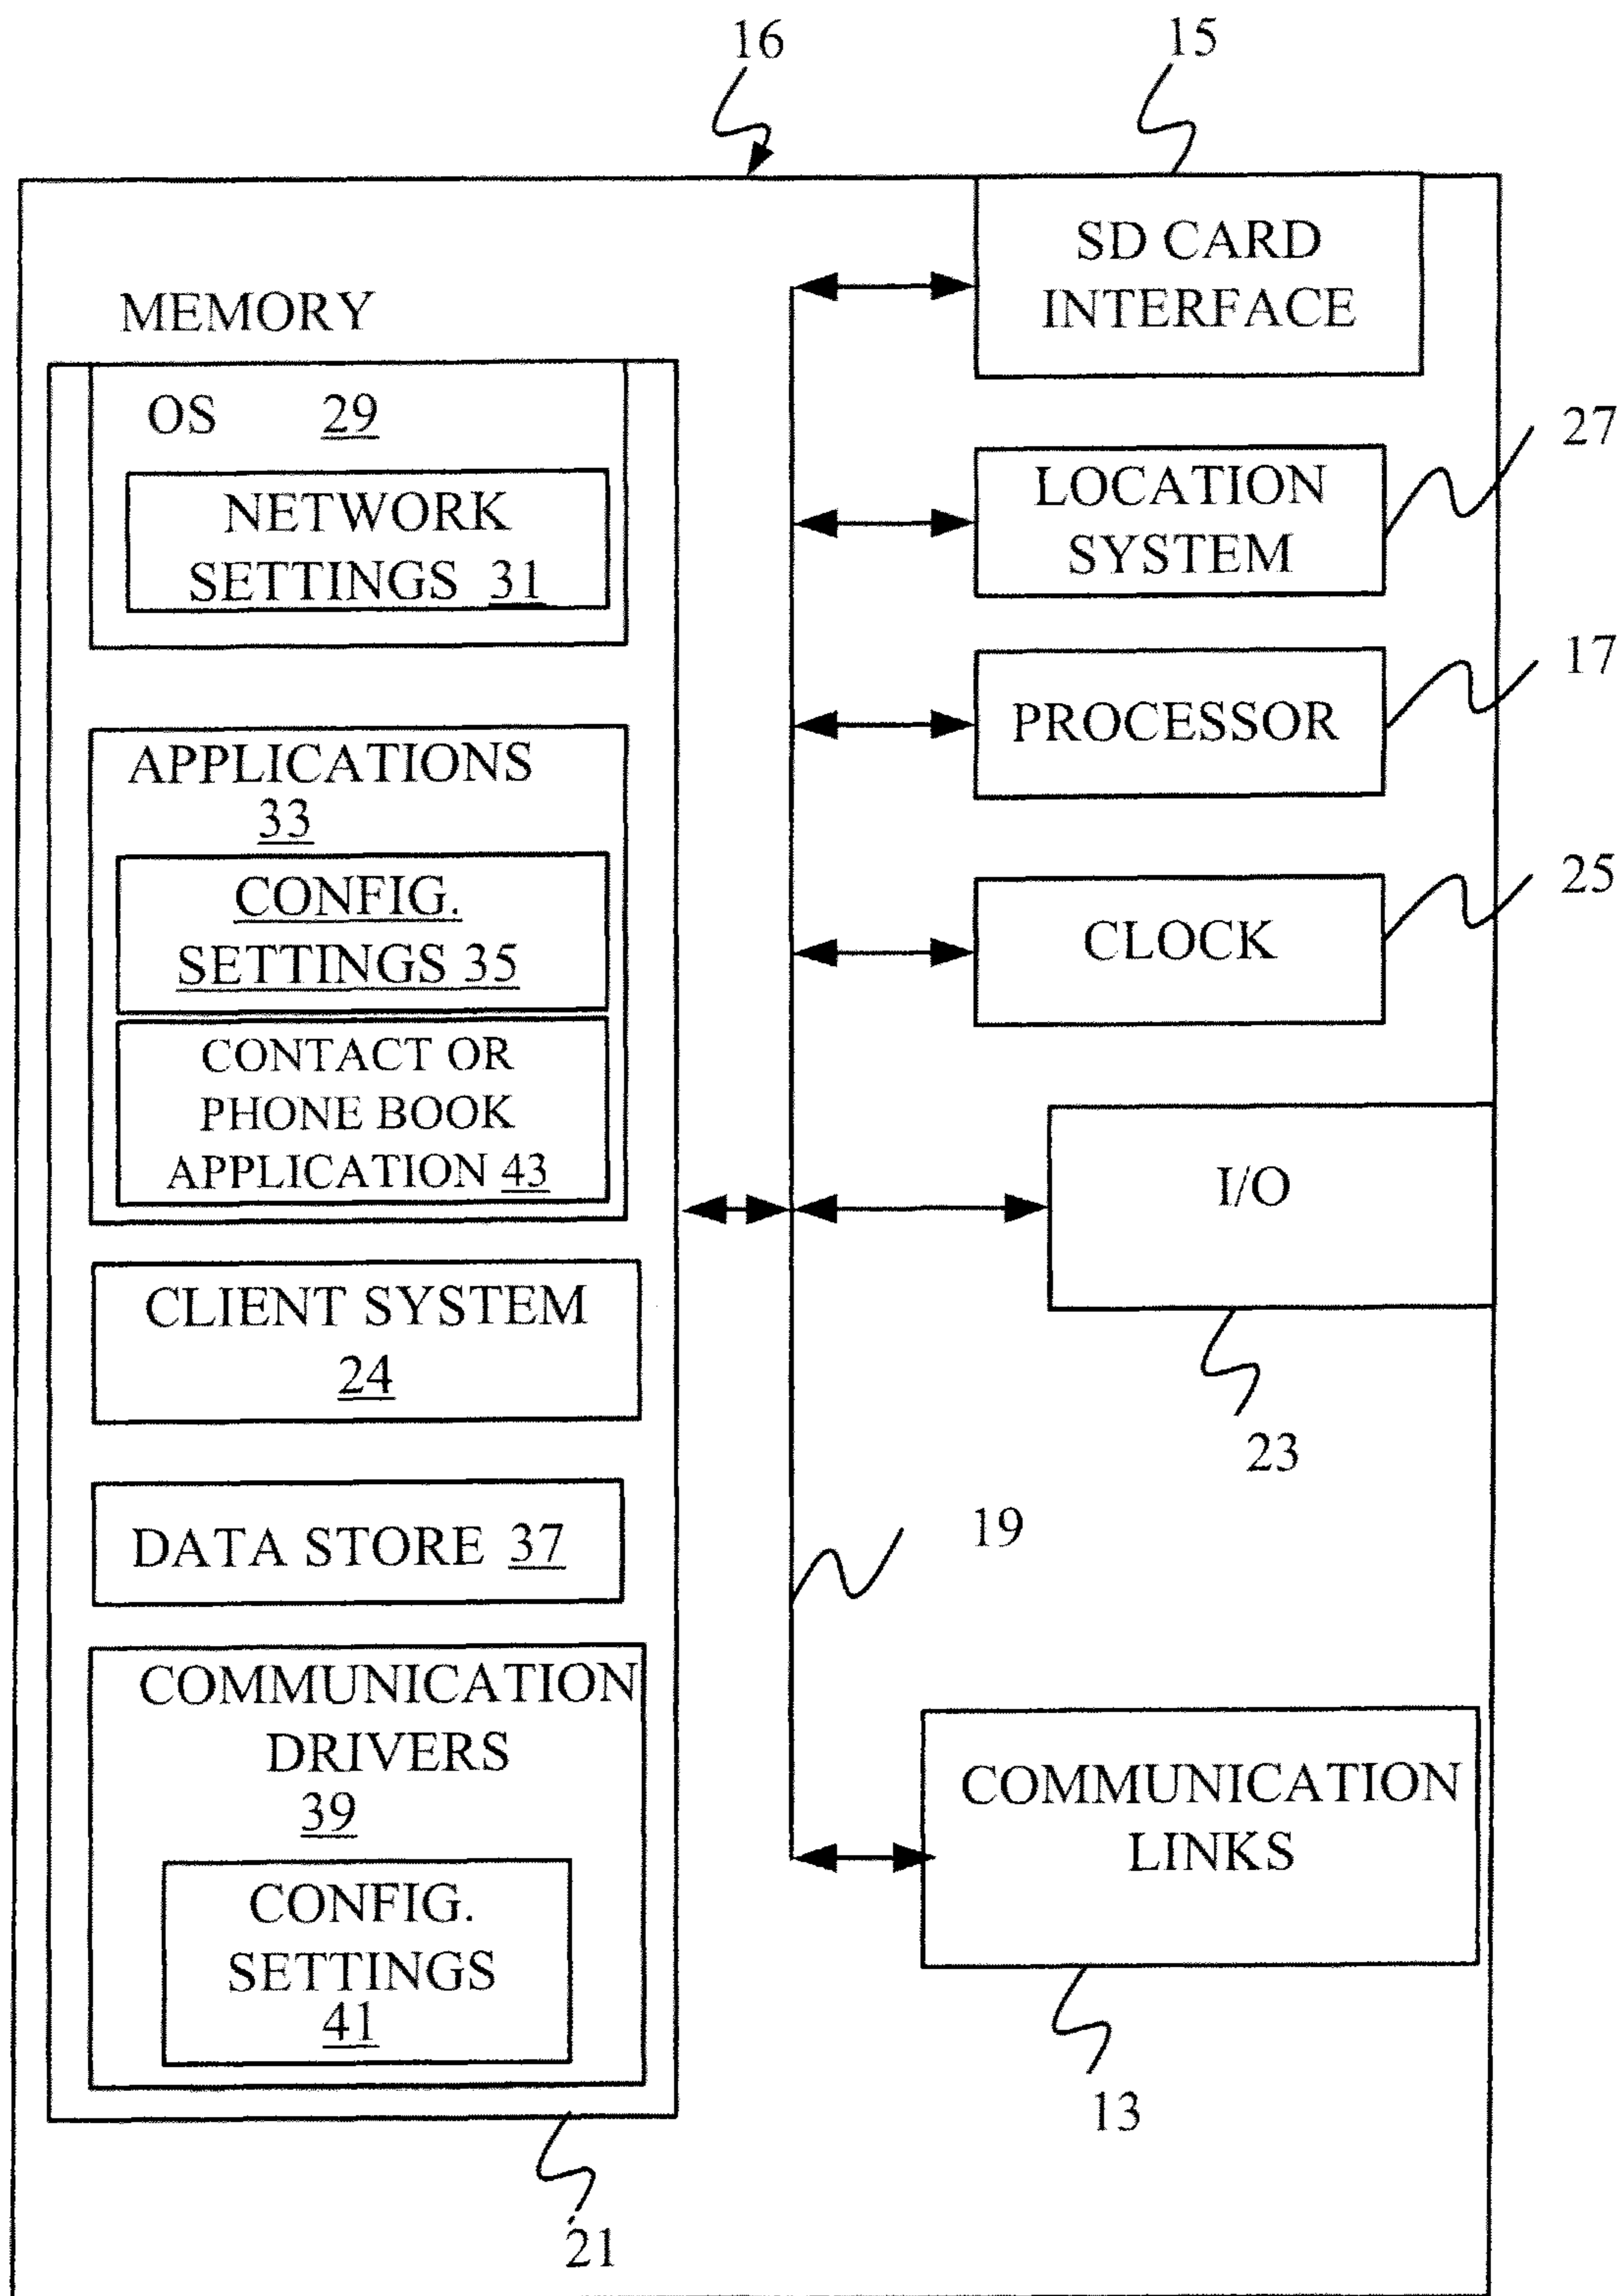 16
15
SD CARD
INTERFACE
MEMORY
OS 29
NETWORK
SETTINGS 31
27
LOCATION
SYSTEM
17
PROCESSOR
APPLICATIONS
33
CONFIG.
SETTINGS 35
25
CLOCK
CONTACT OR
PHONE BOOK
APPLICATION 43
I/O
23
CLIENT SYSTEM
24
DATA STORE 37
19
COMMUNICATION
DRIVERS
39
CONFIG.
SETTINGS
41
COMMUNICATION
LINKS
13
21